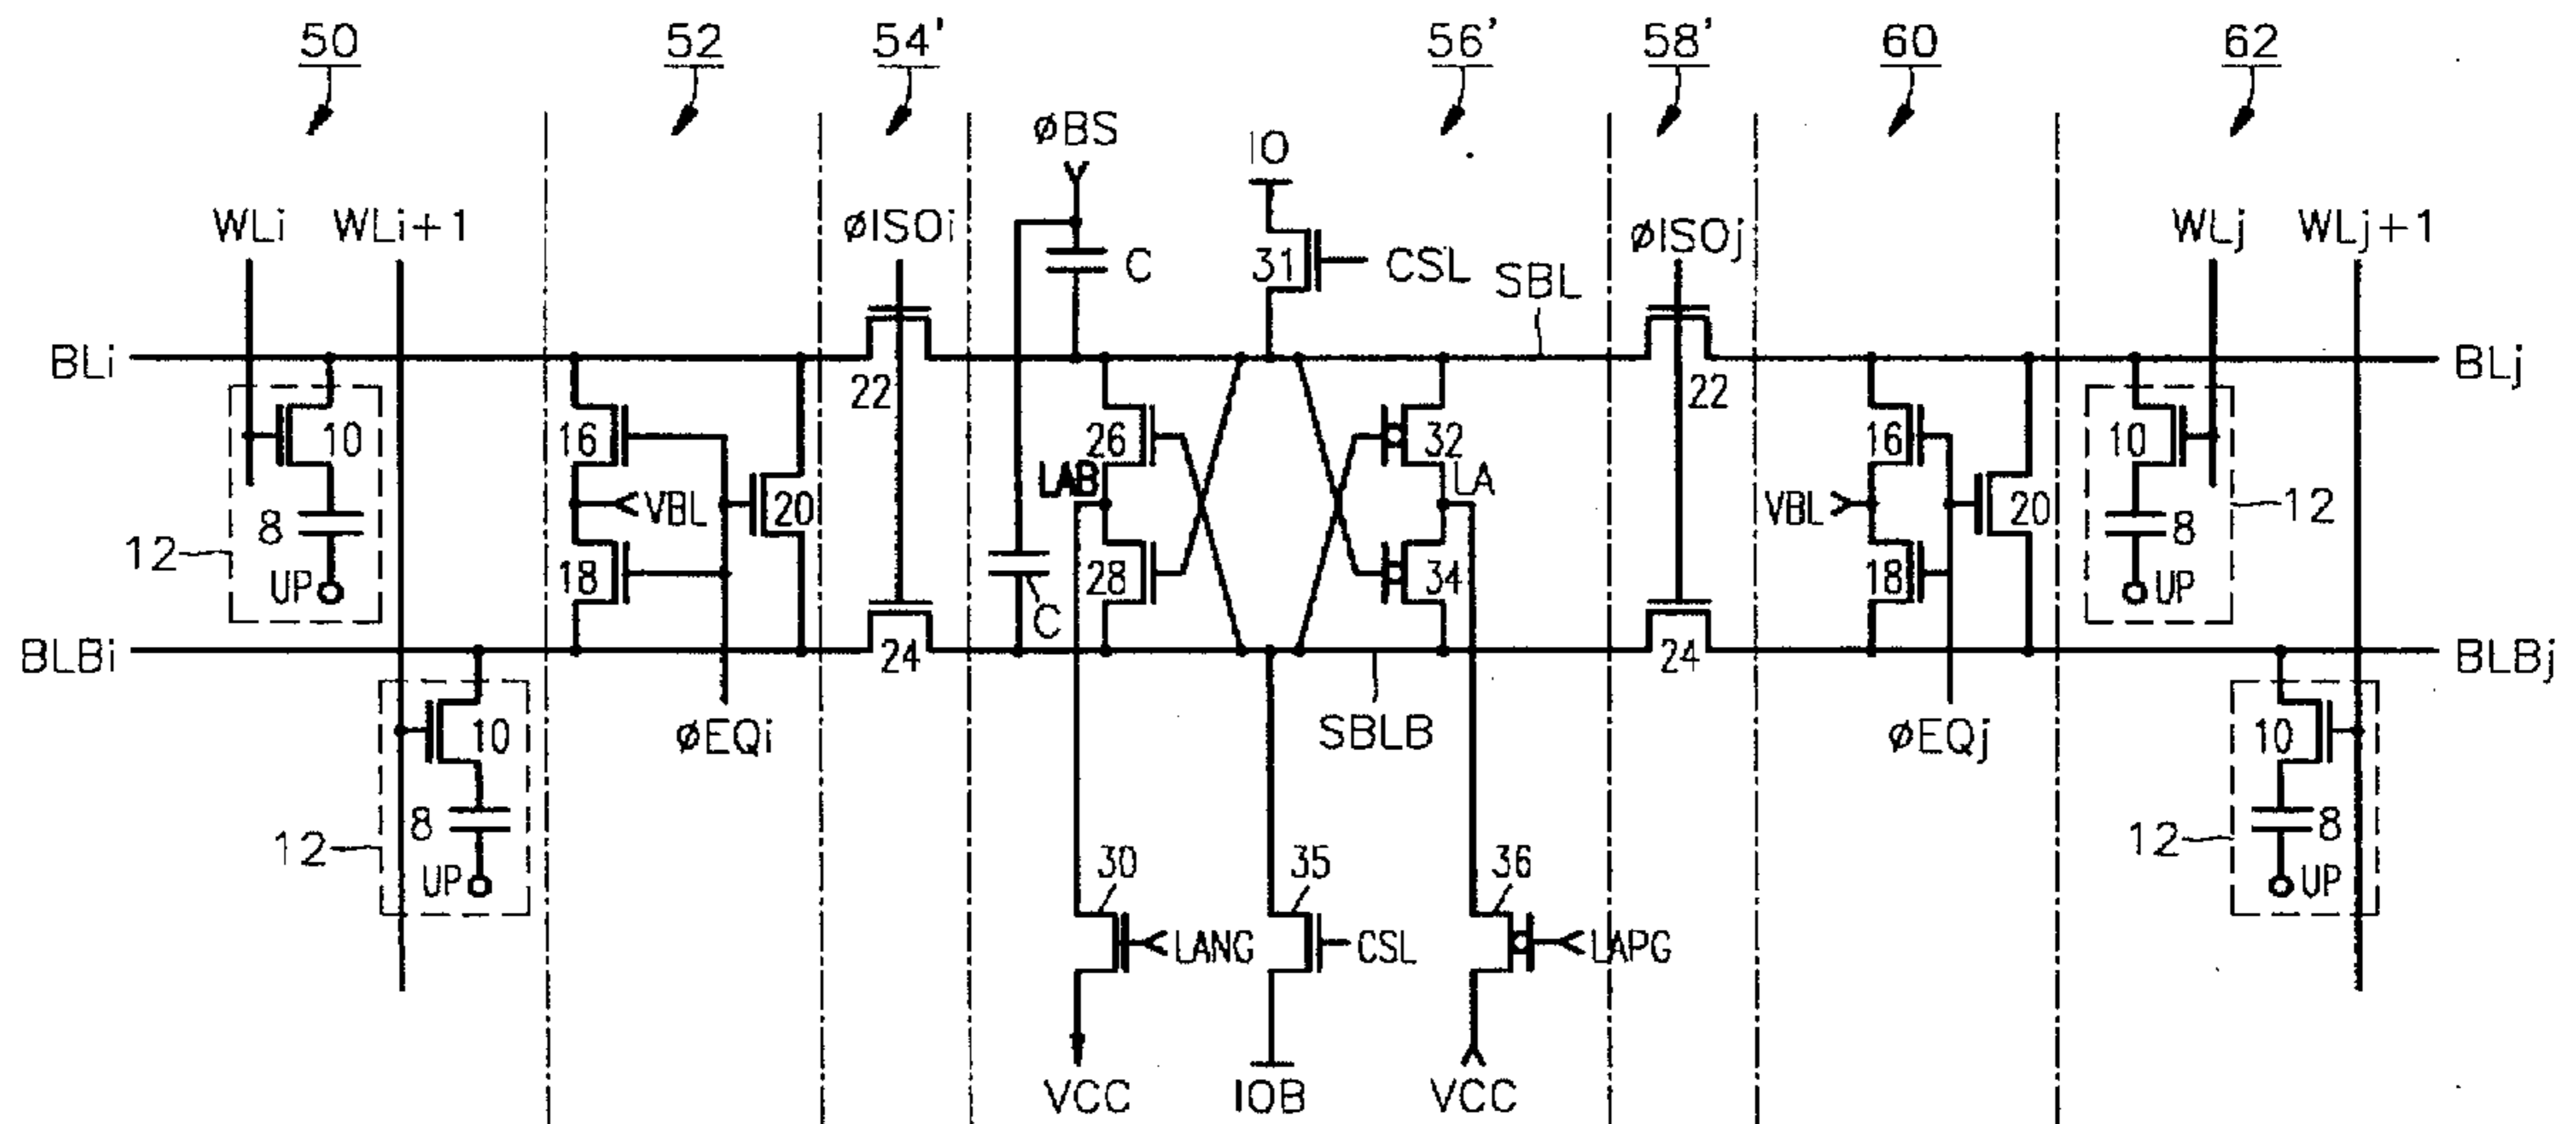 50 52 54' 56' 58' 60 62
øBS IO
WLi WLi+1 øISOi C 31 CSL SBL øISOj WLj WLj+1
BLi 22 22 BLj
10 16 26 32 16 10
LAB LA
8 VBL 20 VBL 20 8 12
12 18 28 34 18
UP C UP
BLBi 24 24 BLBj
10 øEQi SBLB øEQj 10
8 8
12 30 35 36 12
UP UP
LANG CSL LAPG
VCC IOB VCC